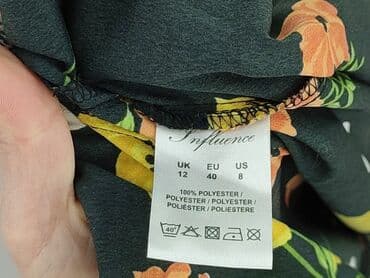 Influence
UK EU US
12 40 8
100% POLYESTER /
POLYESTER / POLYESTER /
POLIÉSTER / POLIESTERE
40°